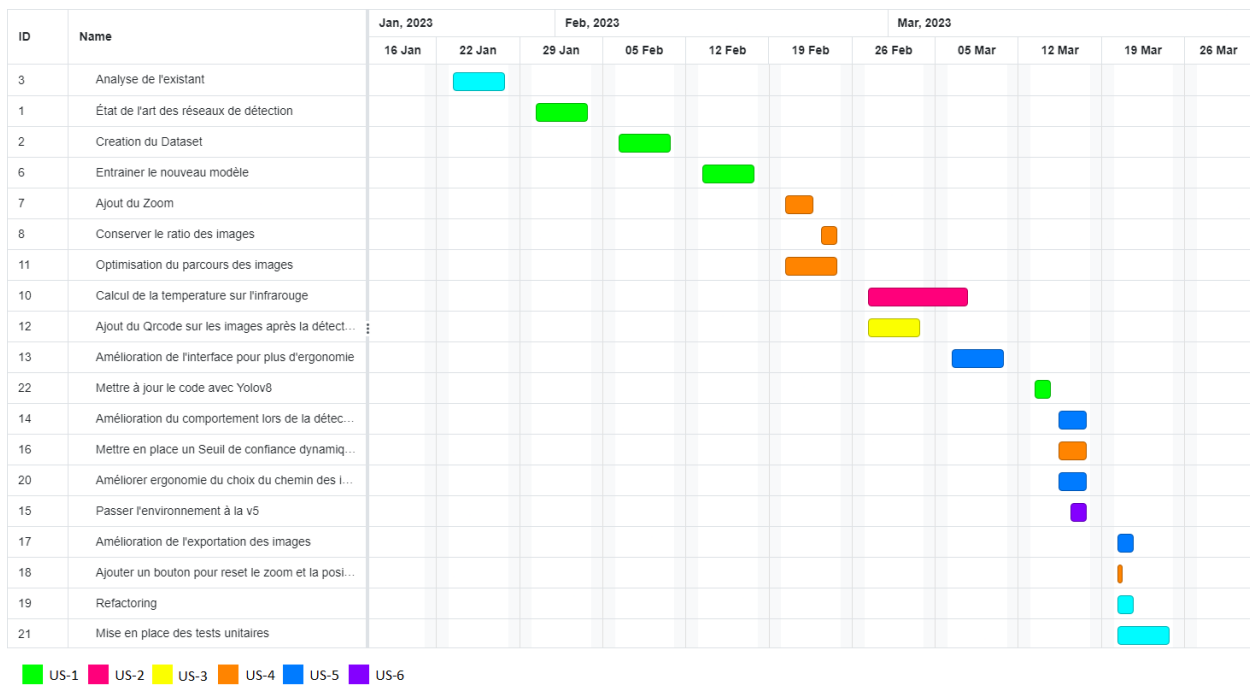 ID Name Jan, 2023 Feb, 2023 Mar, 2023
16 Jan 22 Jan 29 Jan 05 Feb 12 Feb 19 Feb 26 Feb 05 Mar 12 Mar 19 Mar 26 Mar
3 Analyse de l'existant
1 État de l'art des réseaux de détection
2 Creation du Dataset
6 Entrainer le nouveau modèle
7 Ajout du Zoom
8 Conserver le ratio des images
11 Optimisation du parcours des images
10 Calcul de la temperature sur l'infrarouge
12 Ajout du Qrcode sur les images après la détect...
13 Amélioration de l'interface pour plus d'ergonomie
22 Mettre à jour le code avec Yolov8
14 Amélioration du comportement lors de la détec...
16 Mettre en place un Seuil de confiance dynamiq...
20 Améliorer ergonomie du choix du chemin des i...
15 Passer l'environnement à la v5
17 Amélioration de l'exportation des images
18 Ajouter un bouton pour reset le zoom et la posi...
19 Refactoring
21 Mise en place des tests unitaires
US-1 US-2 US-3 US-4 US-5 US-6